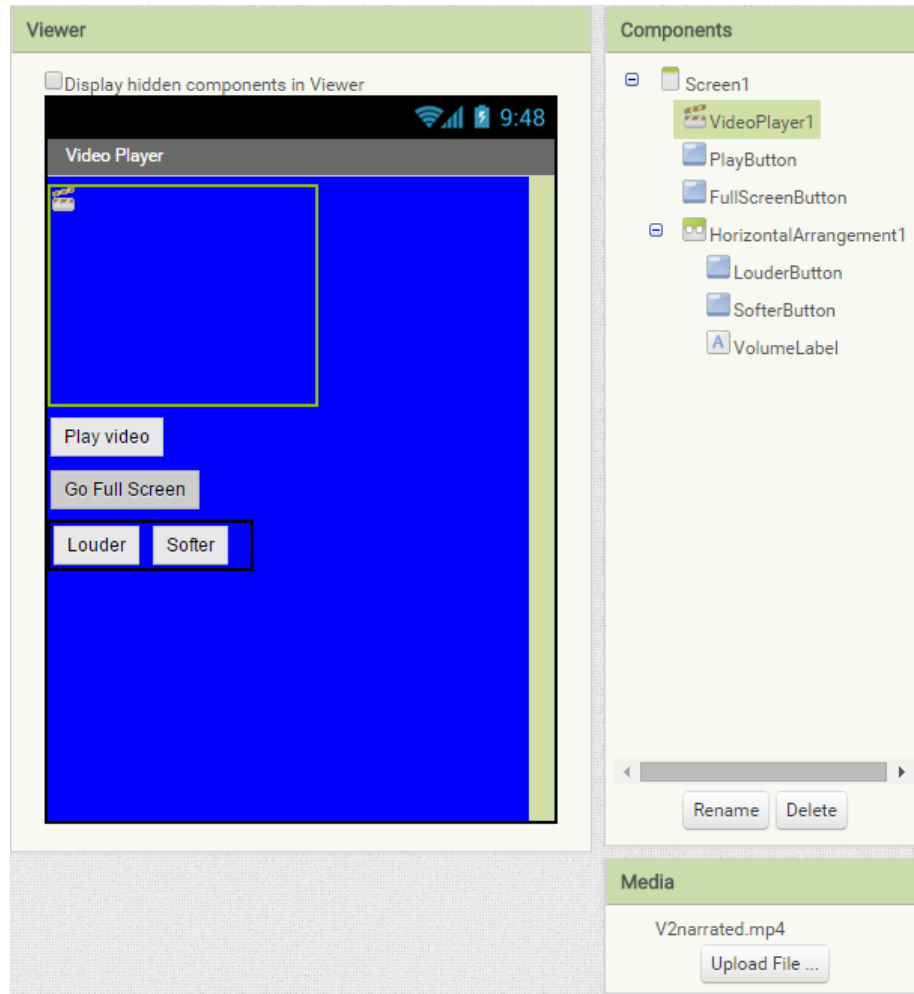 Viewer
Display hidden components in Viewer
9:48
Video Player
Play video
Go Full Screen
Louder Softer
Components
Screen1
VideoPlayer1
PlayButton
FullScreenButton
HorizontalArrangement1
LouderButton
SofterButton
A VolumeLabel
Rename Delete
Media
V2narrated.mp4
Upload File ...